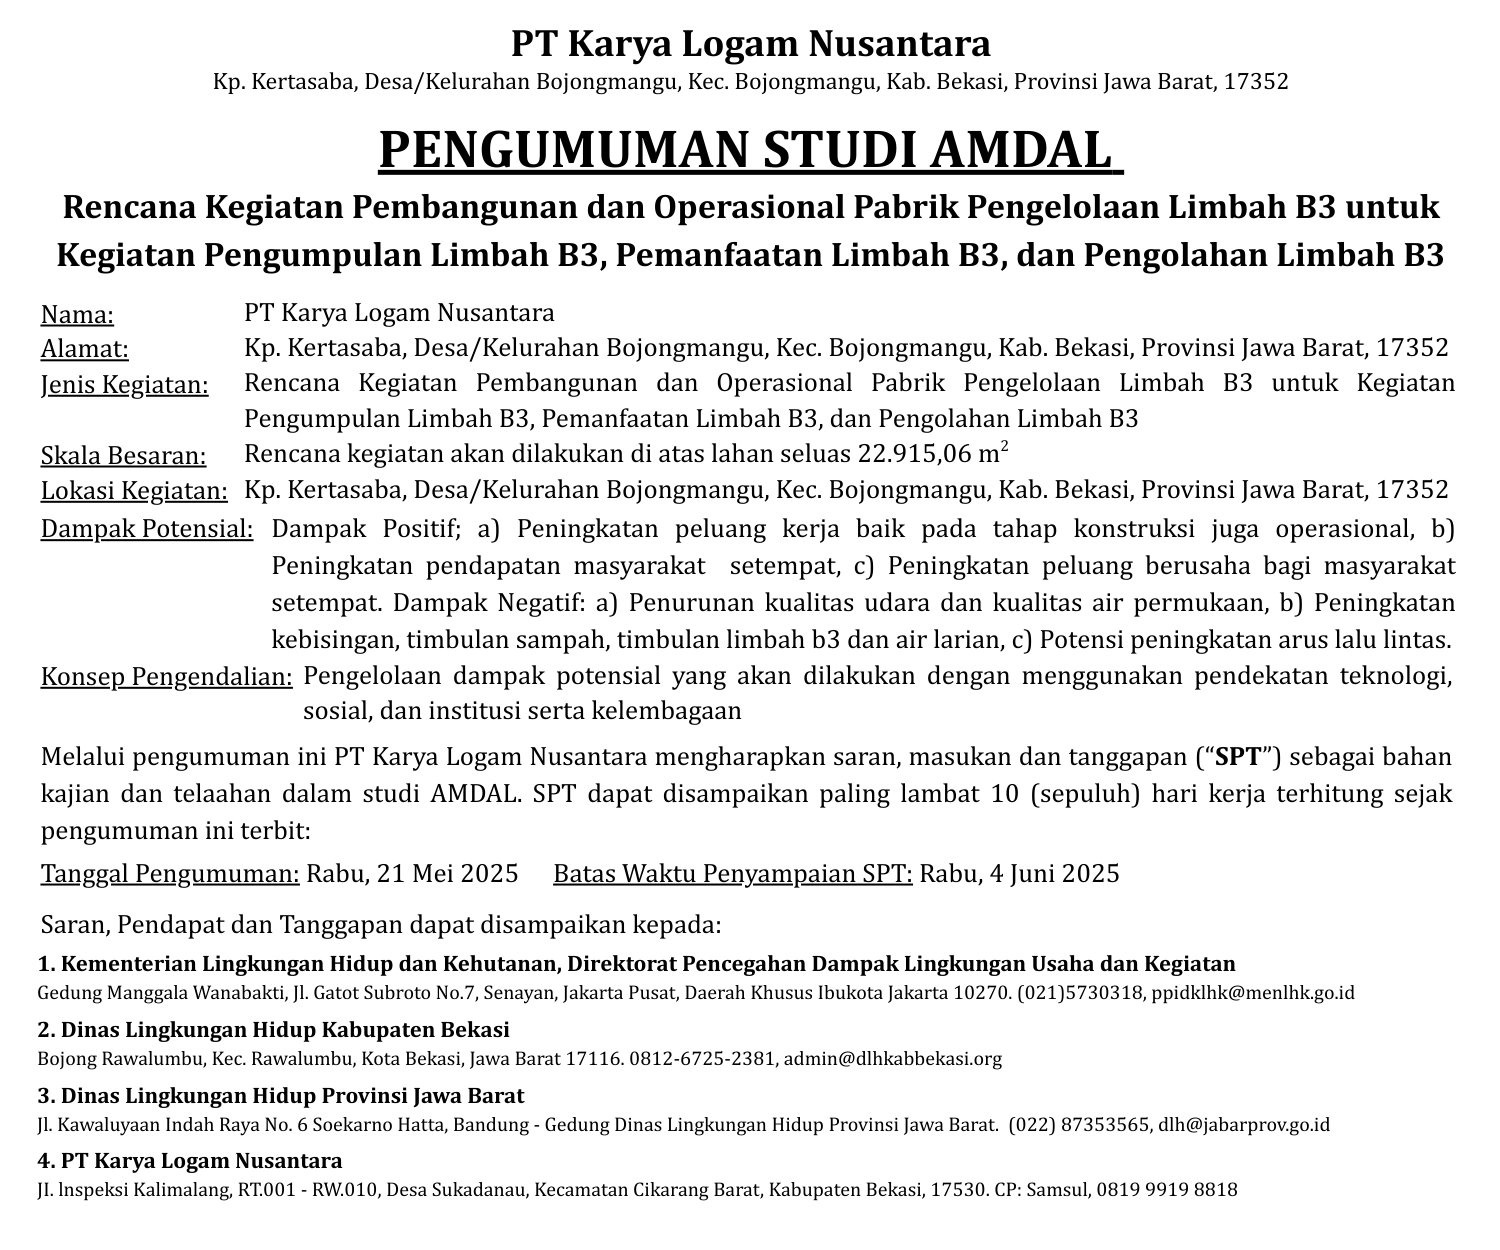 PT Karya Logam Nusantara
Kp. Kertasaba, Desa/Kelurahan Bojongmangu, Kec. Bojongmangu, Kab. Bekasi, Provinsi Jawa Barat, 17352
PENGUMUMAN STUDI AMDAL
Rencana Kegiatan Pembangunan dan Operasional Pabrik Pengelolaan Limbah B3 untuk
Kegiatan Pengumpulan Limbah B3, Pemanfaatan Limbah B3, dan Pengolahan Limbah B3
Nama: PT Karya Logam Nusantara
Alamat: Kp. Kertasaba, Desa/Kelurahan Bojongmangu, Kec. Bojongmangu, Kab. Bekasi, Provinsi Jawa Barat, 17352
Jenis Kegiatan: Rencana Kegiatan Pembangunan dan Operasional Pabrik Pengelolaan Limbah B3 untuk Kegiatan
Pengumpulan Limbah B3, Pemanfaatan Limbah B3, dan Pengolahan Limbah B3
Skala Besaran: Rencana kegiatan akan dilakukan di atas lahan seluas 22.915,06 m²
Lokasi Kegiatan: Kp. Kertasaba, Desa/Kelurahan Bojongmangu, Kec. Bojongmangu, Kab. Bekasi, Provinsi Jawa Barat, 17352
Dampak Potensial: Dampak Positif; a) Peningkatan peluang kerja baik pada tahap konstruksi juga operasional, b)
Peningkatan pendapatan masyarakat setempat, c) Peningkatan peluang berusaha bagi masyarakat
setempat. Dampak Negatif: a) Penurunan kualitas udara dan kualitas air permukaan, b) Peningkatan
kebisingan, timbulan sampah, timbulan limbah b3 dan air larian, c) Potensi peningkatan arus lalu lintas.
Konsep Pengendalian: Pengelolaan dampak potensial yang akan dilakukan dengan menggunakan pendekatan teknologi,
sosial, dan institusi serta kelembagaan
Melalui pengumuman ini PT Karya Logam Nusantara mengharapkan saran, masukan dan tanggapan (“SPT”) sebagai bahan
kajian dan telaahan dalam studi AMDAL. SPT dapat disampaikan paling lambat 10 (sepuluh) hari kerja terhitung sejak
pengumuman ini terbit:
Tanggal Pengumuman: Rabu, 21 Mei 2025 Batas Waktu Penyampaian SPT: Rabu, 4 Juni 2025
Saran, Pendapat dan Tanggapan dapat disampaikan kepada:
1. Kementerian Lingkungan Hidup dan Kehutanan, Direktorat Pencegahan Dampak Lingkungan Usaha dan Kegiatan
Gedung Manggala Wanabakti, Jl. Gatot Subroto No.7, Senayan, Jakarta Pusat, Daerah Khusus Ibukota Jakarta 10270. (021)5730318, ppidklhk@menlhk.go.id
2. Dinas Lingkungan Hidup Kabupaten Bekasi
Bojong Rawalumbu, Kec. Rawalumbu, Kota Bekasi, Jawa Barat 17116. 0812-6725-2381, admin@dlhkabbekasi.org
3. Dinas Lingkungan Hidup Provinsi Jawa Barat
Jl. Kawaluyaan Indah Raya No. 6 Soekarno Hatta, Bandung - Gedung Dinas Lingkungan Hidup Provinsi Jawa Barat. (022) 87353565, dlh@jabarprov.go.id
4. PT Karya Logam Nusantara
JI. lnspeksi Kalimalang, RT.001 - RW.010, Desa Sukadanau, Kecamatan Cikarang Barat, Kabupaten Bekasi, 17530. CP: Samsul, 0819 9919 8818